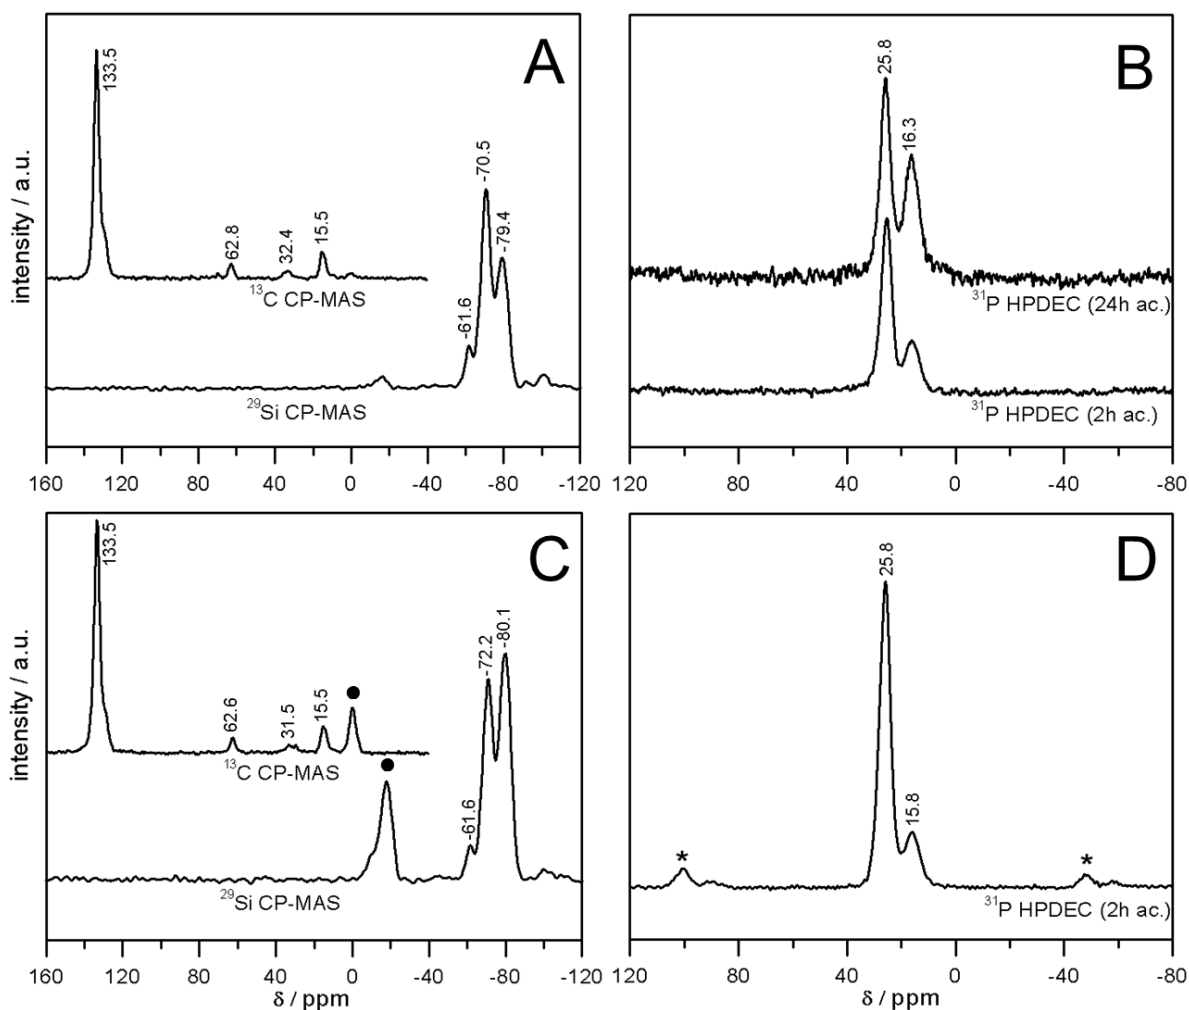 A
intensity / a.u.
133.5
62.8
32.4
15.5
¹³C CP-MAS
-61.6
-70.5
-79.4
²⁹Si CP-MAS
160 120 80 40 0 -40 -80 -120
B
25.8
16.3
³¹P HPDEC (24h ac.)
³¹P HPDEC (2h ac.)
120 80 40 0 -40 -80
C
intensity / a.u.
133.5
62.6
31.5
15.5
●
¹³C CP-MAS
●
-61.6
-72.2
-80.1
²⁹Si CP-MAS
160 120 80 40 0 -40 -80 -120
δ / ppm
D
25.8
15.8
*
*
³¹P HPDEC (2h ac.)
120 80 40 0 -40 -80
δ / ppm